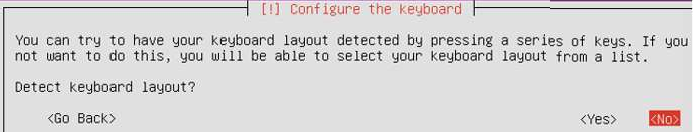 [!] Configure the keyboard
You can try to have your keyboard layout detected by pressing a series of keys. If you
not want to do this, you will be able to select your keyboard layout from a list.
Detect keyboard layout?
<Go Back> <Yes> <No>